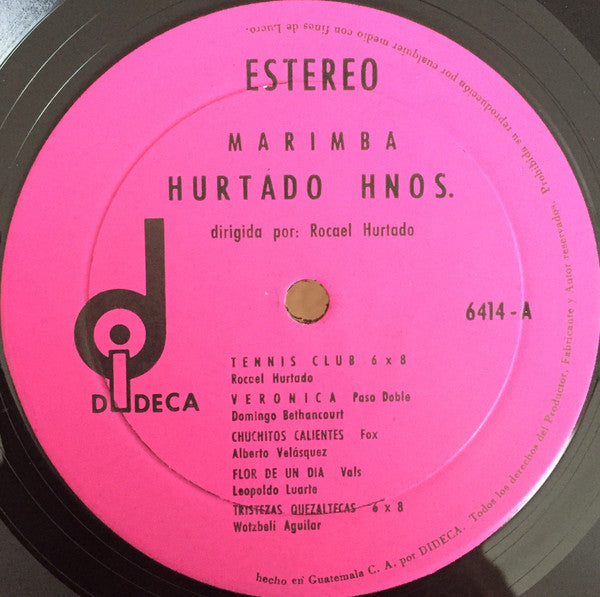 ESTEREO
MARIMBA
HURTADO HNOS.
dirigida por: Rocael Hurtado
6414-A
di
DIDECA
TENNIS CLUB 6 x 8
Roccel Hurtado
VERONICA Paso Doble
Domingo Bethancourt
CHUCHITOS CALIENTES Fox
Alberto Velásquez
FLOR DE UN DIA Vals
Leopoldo Luarte
TRISTEZAS QUEZALTECAS 6 x 8
Wotzbeli Aguilar
hecho en Guatemala C. A. por DIDECA. Todos los derechos del Productor, Fabricante y Autor reservados. Prohibida su reproducción por cualquier medio con fines de Lucro.